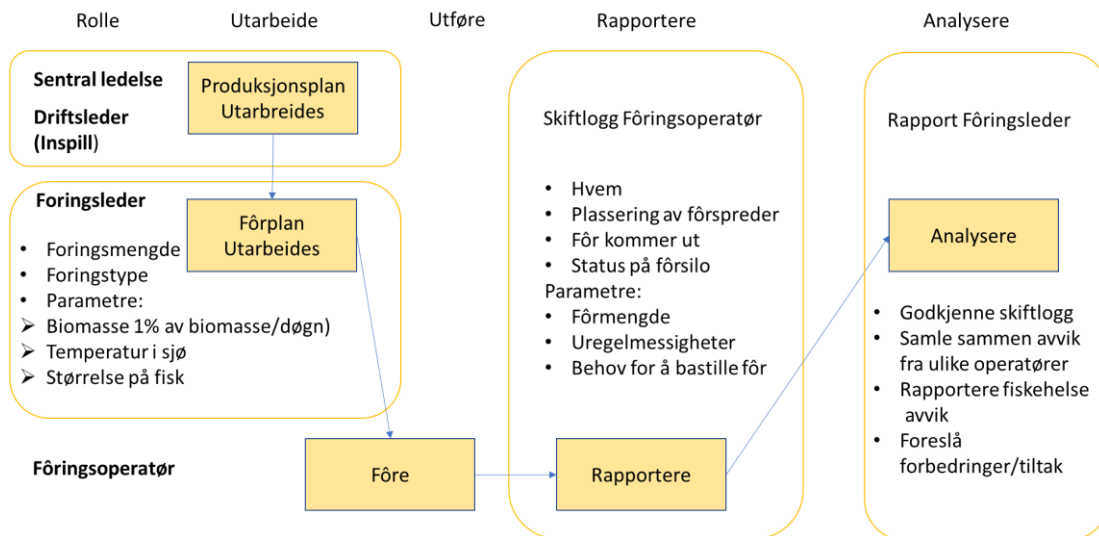 Rolle
Utarbeide
Utføre
Rapportere
Analysere
Sentral ledelse
Driftsleder
(Inspill)
Produksjonsplan
Utarbreides
Foringsleder
• Foringsmengde
• Foringstype
• Parametre:
➢ Biomasse 1% av biomasse/døgn)
➢ Temperatur i sjø
➢ Størrelse på fisk
Fôrplan
Utarbeides
Fôringsoperatør
Fôre
Skiftlogg Fôringsoperatør
• Hvem
• Plassering av fôrspreder
• Fôr kommer ut
• Status på fôrsilo
Parametre:
• Fôrmengde
• Uregelmessigheter
• Behov for å bastille fôr
Rapportere
Rapport Fôringsleder
Analysere
• Godkjenne skiftlogg
• Samle sammen avvik
fra ulike operatører
• Rapportere fiskehelse
avvik
• Foreslå
forbedringer/tiltak